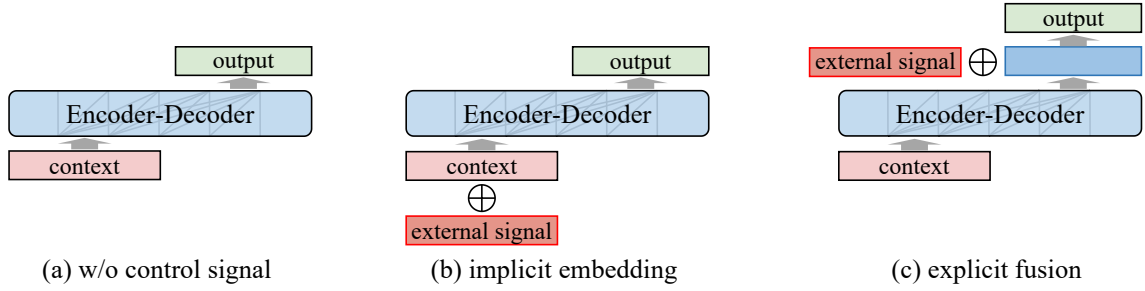 output
Encoder-Decoder
context
(a) w/o control signal
output
Encoder-Decoder
context
external signal
(b) implicit embedding
output
external signal
Encoder-Decoder
context
(c) explicit fusion